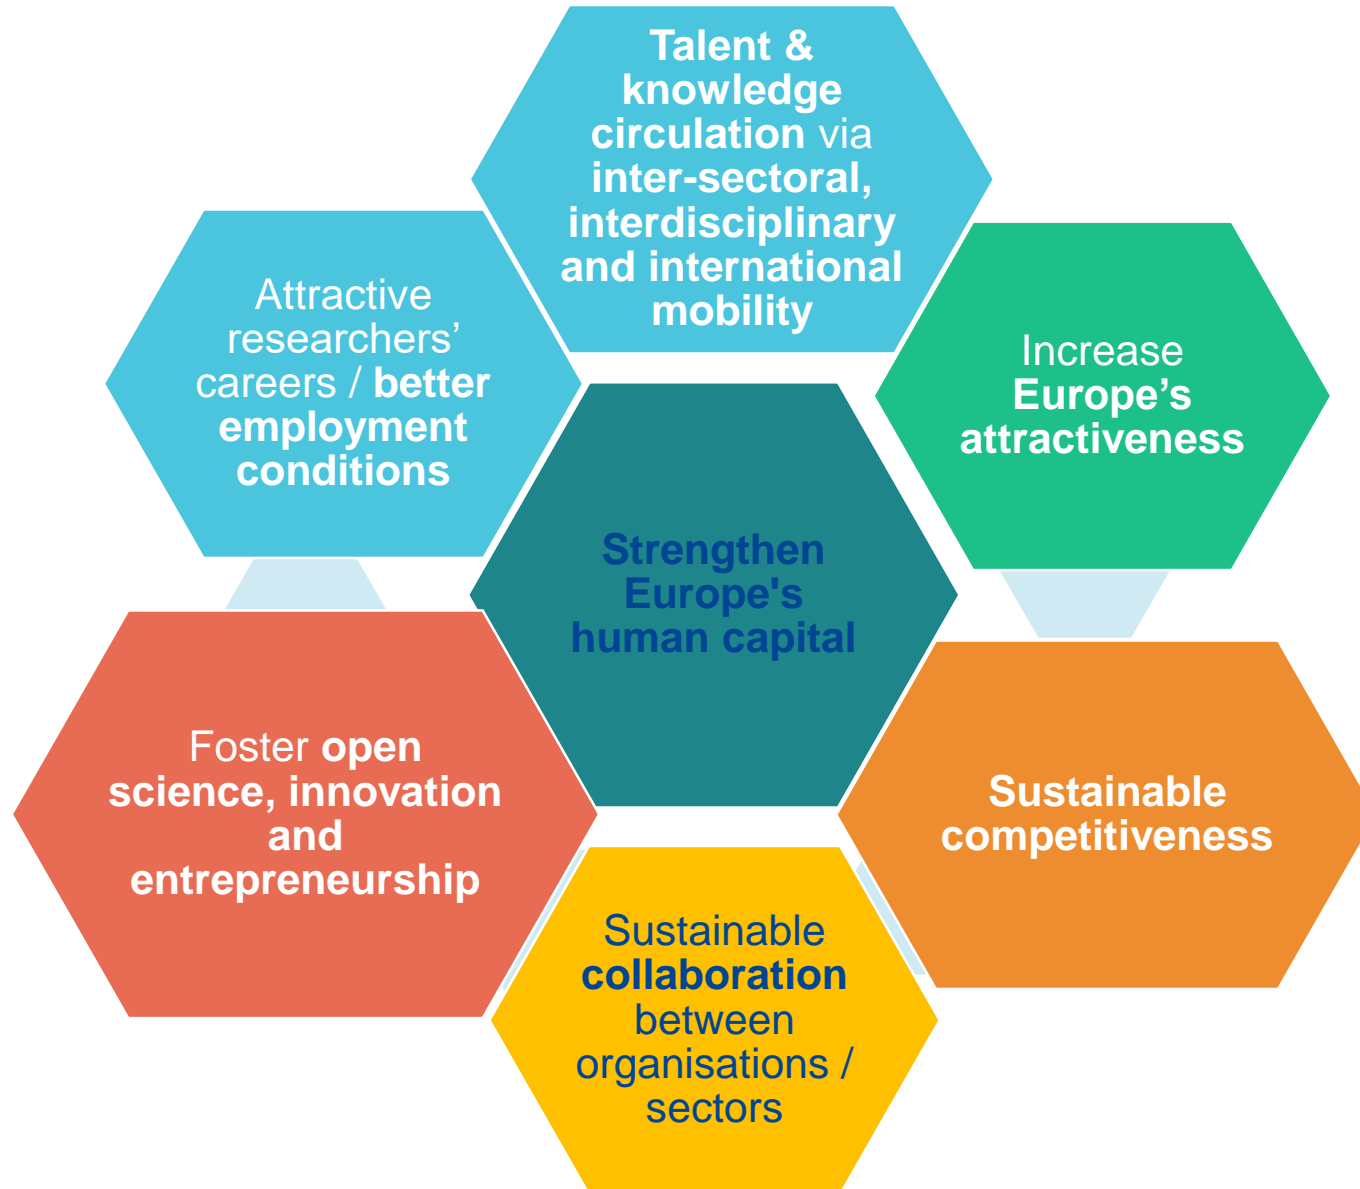 Talent &
knowledge
circulation via
inter-sectoral,
interdisciplinary
and international
mobility
Attractive
researchers’
careers / better
employment
conditions
Increase
Europe’s
attractiveness
Strengthen
Europe's
human capital
Foster open
science, innovation
and
entrepreneurship
Sustainable
competitiveness
Sustainable
collaboration
between
organisations /
sectors